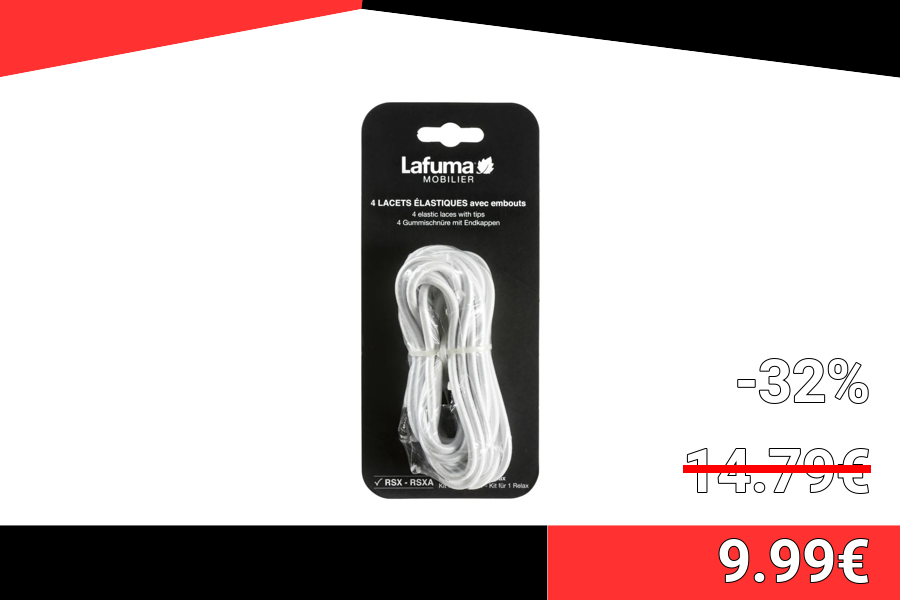 Lafuma
MOBILIER
4 LACETS ÉLASTIQUES avec embouts
4 elastic laces with tips
4 Gummischnüre mit Endkappen
RSX - RSXA
Kit für 1 Relax
-32%
14.79€
9.99€